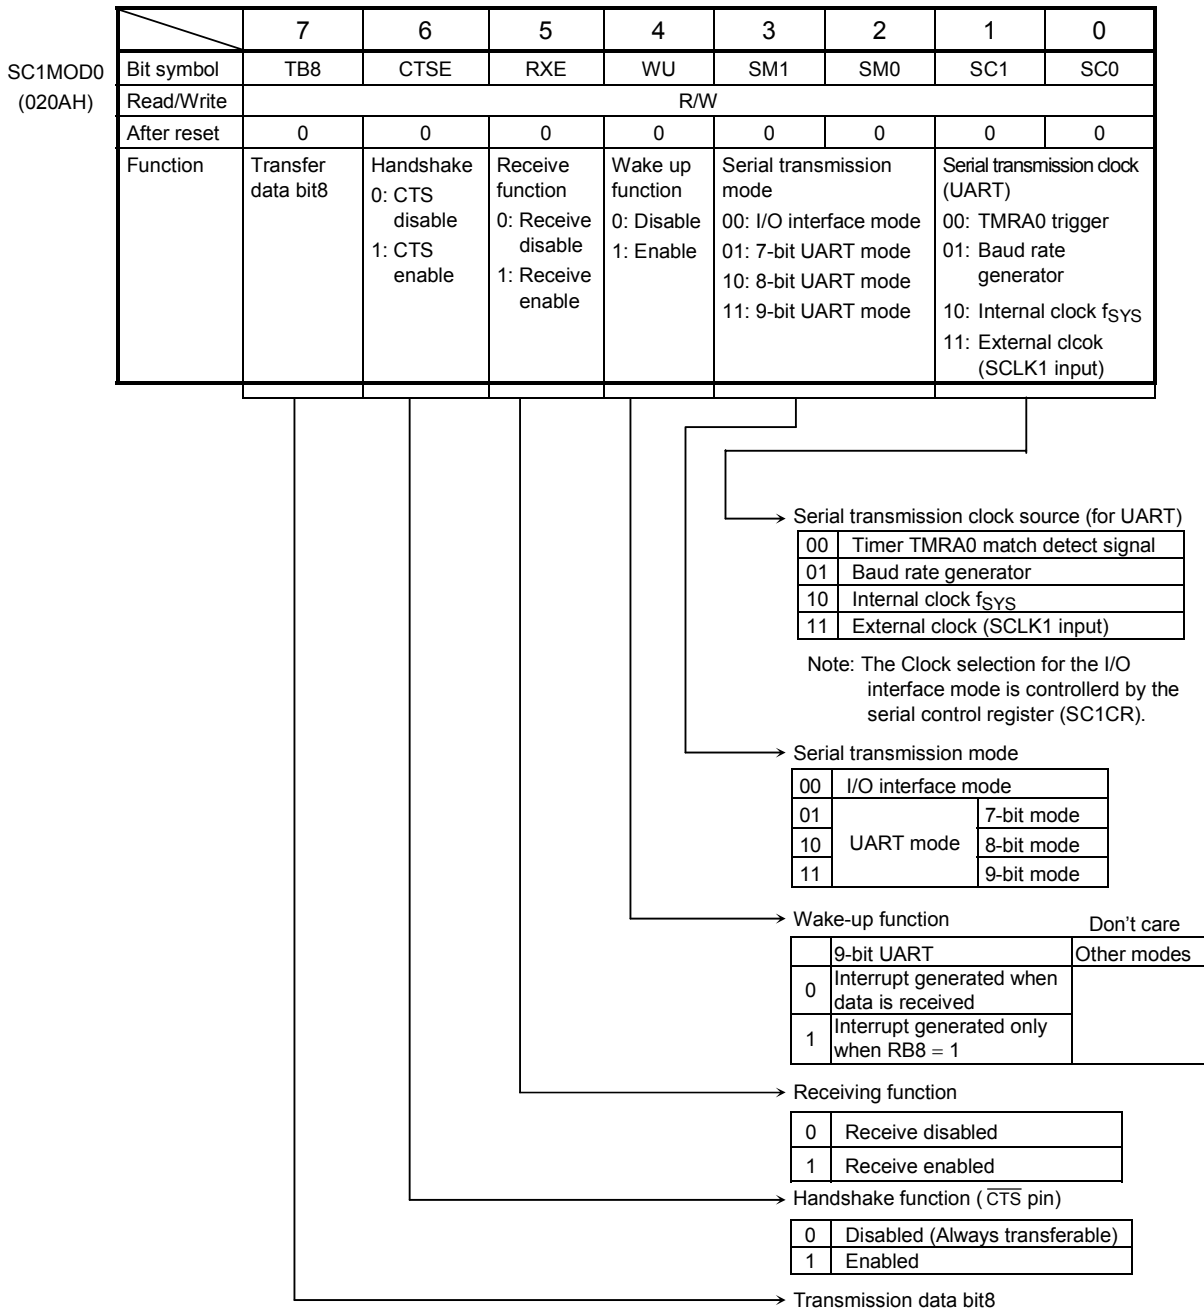 7 6 5 4 3 2 1 0
SC1MOD0
(020AH)
Bit symbol TB8 CTSE RXE WU SM1 SM0 SC1 SC0
Read/Write R/W
After reset 0 0 0 0 0 0 0 0
Function
Transfer
data bit8
Handshake
0: CTS
disable
1: CTS
enable
Receive
function
0: Receive
disable
1: Receive
enable
Wake up
function
0: Disable
1: Enable
Serial transmission
mode
00: I/O interface mode
01: 7-bit UART mode
10: 8-bit UART mode
11: 9-bit UART mode
Serial transmission clock
(UART)
00: TMRA0 trigger
01: Baud rate
generator
10: Internal clock fSYS
11: External clcok
(SCLK1 input)
Serial transmission clock source (for UART)
00 Timer TMRA0 match detect signal
01 Baud rate generator
10 Internal clock fSYS
11 External clock (SCLK1 input)
Note: The Clock selection for the I/O
interface mode is controllerd by the
serial control register (SC1CR).
Serial transmission mode
00 I/O interface mode
01 7-bit mode
10 UART mode 8-bit mode
11 9-bit mode
Wake-up function Don't care
9-bit UART Other modes
0 Interrupt generated when
data is received
1 Interrupt generated only
when RB8 = 1
Receiving function
0 Receive disabled
1 Receive enabled
Handshake function ( CTS pin)
0 Disabled (Always transferable)
1 Enabled
Transmission data bit8